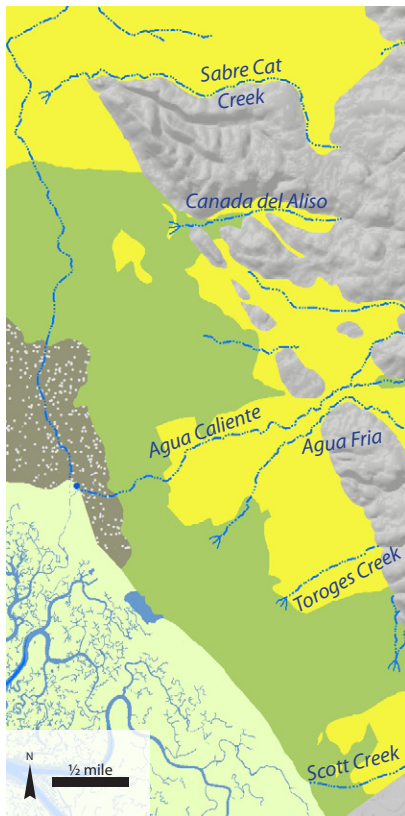 Sabre Cat
Creek
Canada del Aliso
Agua Caliente
Agua Fria
Toroges Creek
Scott Creek
N
½ mile